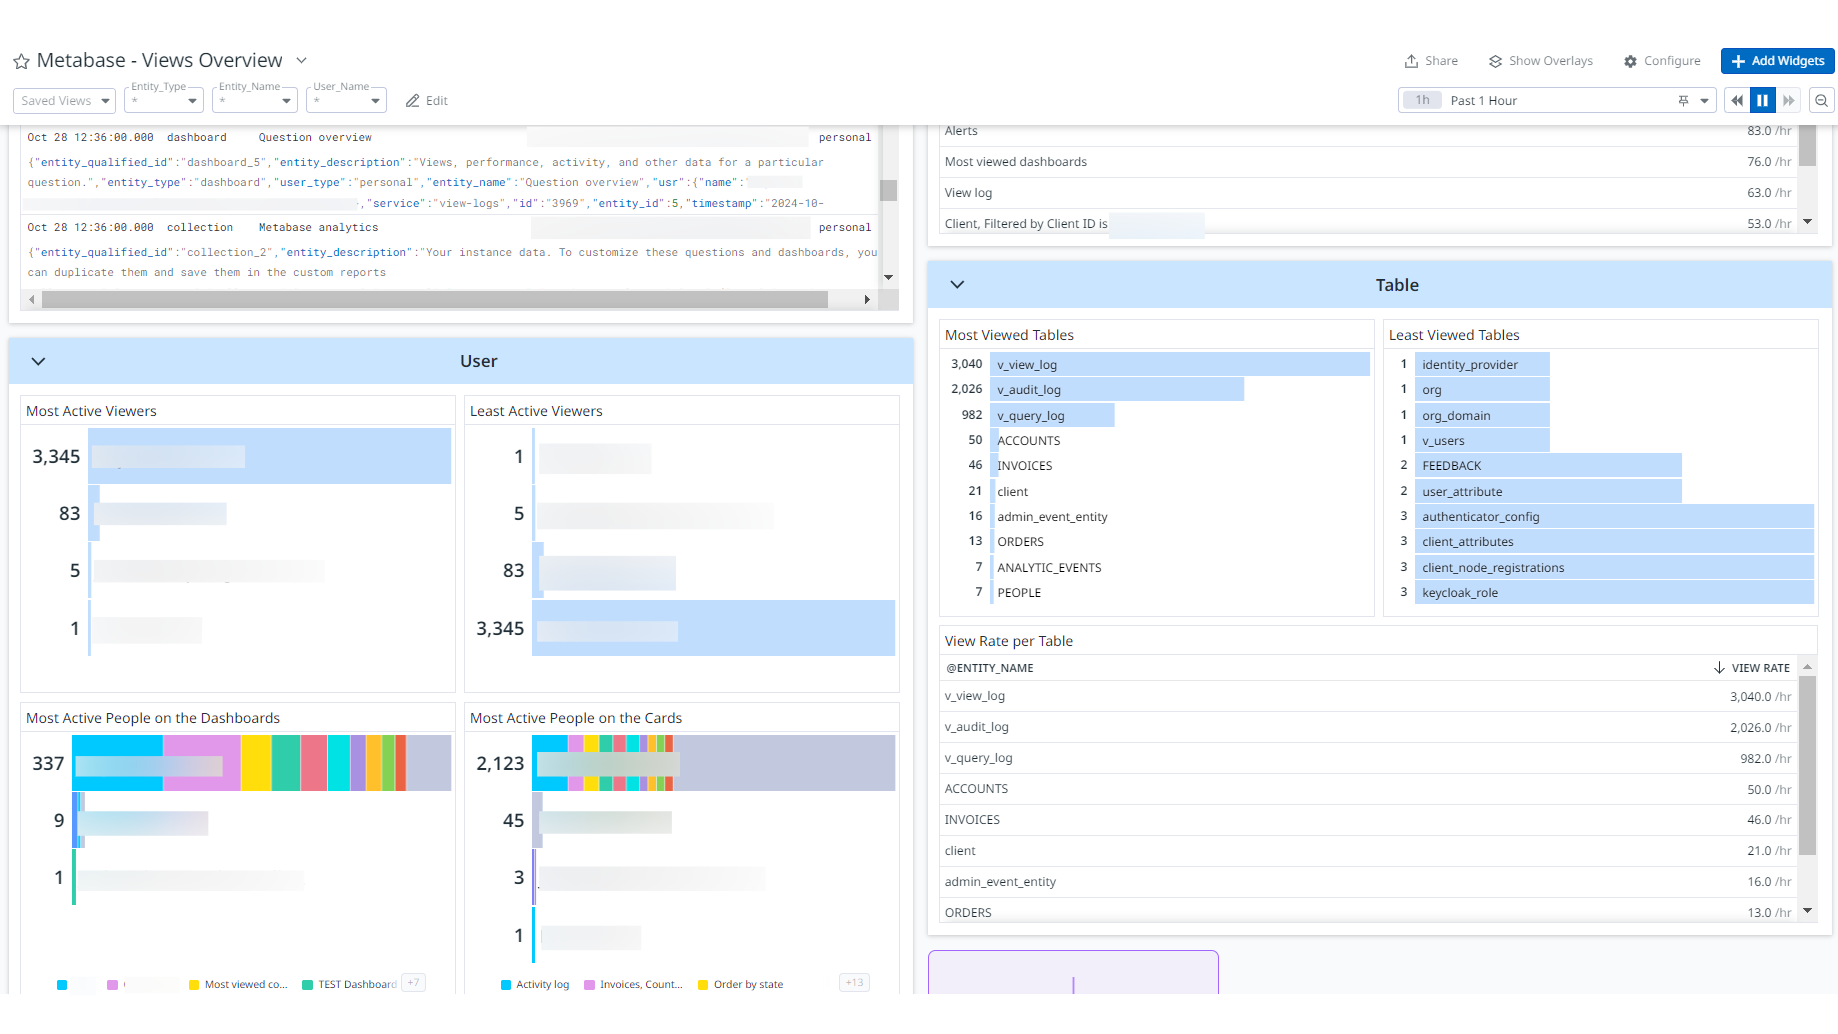 Metabase - Views Overview
Share
Show Overlays
Configure
Add Widgets
Saved Views
Entity_Type
*
Entity_Name
*
User_Name
*
Edit
1h Past 1 Hour
Oct 28 12:36:00.000 dashboard Question overview personal
{"entity_qualified_id":"dashboard_5","entity_description":"Views, performance, activity, and other data for a particular
question.","entity_type":"dashboard","user_type":"personal","entity_name":"Question overview","usr":{"name":
,"service":"view-logs","id":"3969","entity_id":5,"timestamp":"2024-10-
Oct 28 12:36:00.000 collection Metabase analytics personal
{"entity_qualified_id":"collection_2","entity_description":"Your instance data. To customize these questions and dashboards, you
can duplicate them and save them in the custom reports
User
Most Active Viewers
3,345
83
5
1
Least Active Viewers
1
5
83
3,345
Most Active People on the Dashboards
337
9
1
Most viewed co...
TEST Dashboard
+7
Most Active People on the Cards
2,123
45
3
1
Activity log
Invoices, Count...
Order by state
+13
Alerts 83.0 /hr
Most viewed dashboards 76.0 /hr
View log 63.0 /hr
Client, Filtered by Client ID is 53.0 /hr
Table
Most Viewed Tables
3,040 v_view_log
2,026 v_audit_log
982 v_query_log
50 ACCOUNTS
46 INVOICES
21 client
16 admin_event_entity
13 ORDERS
7 ANALYTIC_EVENTS
7 PEOPLE
Least Viewed Tables
1 identity_provider
1 org
1 org_domain
1 v_users
2 FEEDBACK
2 user_attribute
3 authenticator_config
3 client_attributes
3 client_node_registrations
3 keycloak_role
View Rate per Table
@ENTITY_NAME VIEW RATE
v_view_log 3,040.0 /hr
v_audit_log 2,026.0 /hr
v_query_log 982.0 /hr
ACCOUNTS 50.0 /hr
INVOICES 46.0 /hr
client 21.0 /hr
admin_event_entity 16.0 /hr
ORDERS 13.0 /hr